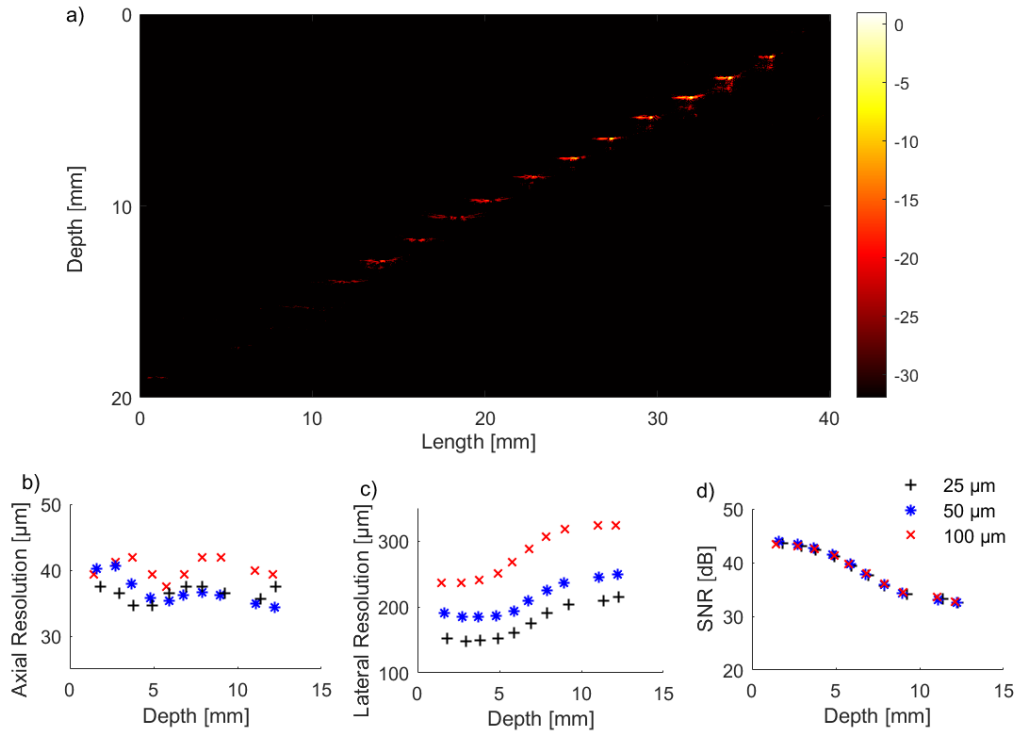 a)
Depth [mm]
0
10
20
0 10 20 30 40
Length [mm]
0
-5
-10
-15
-20
-25
-30
b)
Axial Resolution [µm]
50
40
30
0 5 10 15
Depth [mm]
c)
Lateral Resolution [µm]
300
200
100
0 5 10 15
Depth [mm]
d)
25 µm
50 µm
100 µm
SNR [dB]
50
40
30
20
0 5 10 15
Depth [mm]